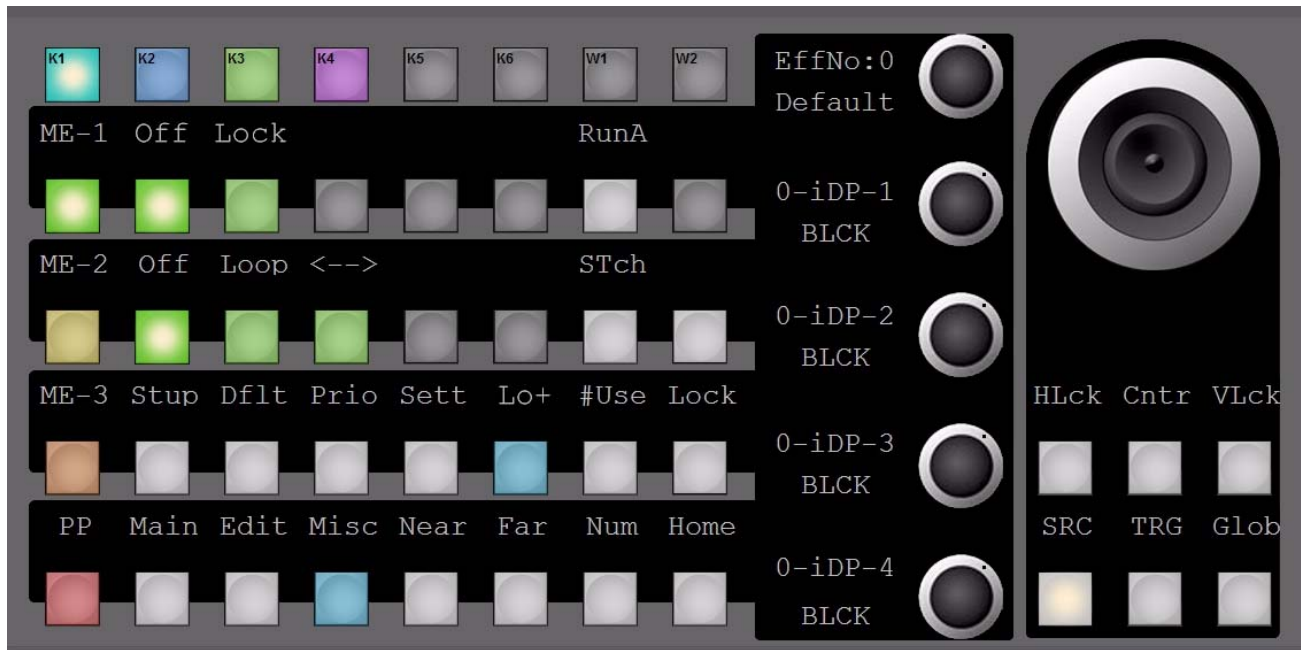 K1 K2 K3 K4 K5 K6 W1 W2
ME-1 Off Lock RunA
ME-2 Off Loop <--> STch
ME-3 Stup Dflt Prio Sett Lo+ #Use Lock
PP Main Edit Misc Near Far Num Home
EffNo:0
Default
0-iDP-1
BLCK
0-iDP-2
BLCK
0-iDP-3
BLCK
0-iDP-4
BLCK
HLck Cntr VLck
SRC TRG Glob